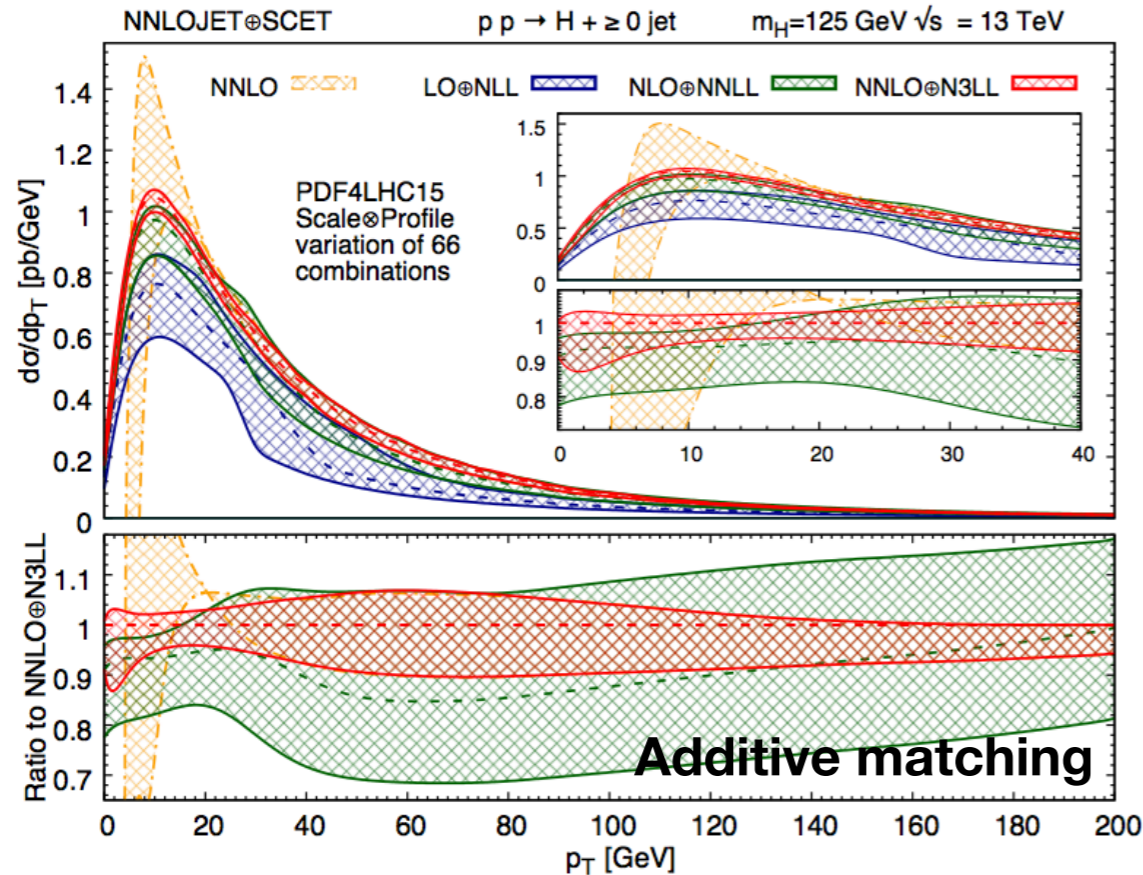 NNLOJET⊕SCET p p → H + ≥ 0 jet mH=125 GeV √s = 13 TeV
NNLO LO⊕NLL NLO⊕NNLL NNLO⊕N3LL
PDF4LHC15
Scale⊗Profile
variation of 66
combinations
dσ/dpT [pb/GeV]
1.4
1.2
1
0.8
0.6
0.4
0.2
0
1.5
1
0.5
0
1
0.9
0.8
0 10 20 30 40
Ratio to NNLO⊕N3LL
1.1
1
0.9
0.8
0.7
Additive matching
0 20 40 60 80 100 120 140 160 180 200
pT [GeV]